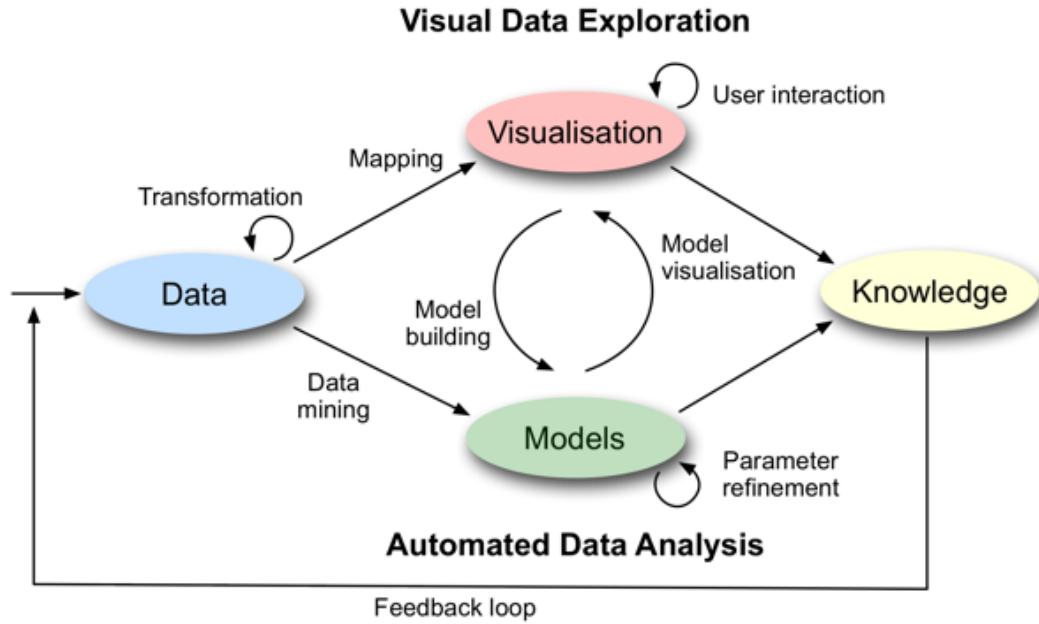 Visual Data Exploration
User interaction
Visualisation
Mapping
Transformation
Model
visualisation
Data
Knowledge
Model
building
Data
mining
Models
Parameter
refinement
Automated Data Analysis
Feedback loop